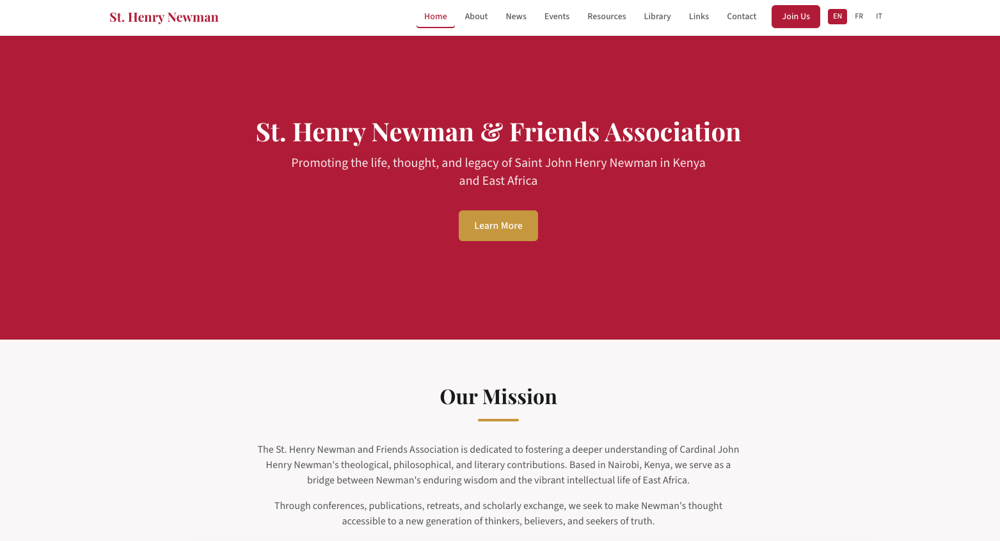 St. Henry Newman
Home About News Events Resources Library Links Contact Join Us EN FR IT
St. Henry Newman & Friends Association
Promoting the life, thought, and legacy of Saint John Henry Newman in Kenya
and East Africa
Learn More
Our Mission
The St. Henry Newman and Friends Association is dedicated to fostering a deeper understanding of Cardinal John
Henry Newman's theological, philosophical, and literary contributions. Based in Nairobi, Kenya, we serve as a
bridge between Newman's enduring wisdom and the vibrant intellectual life of East Africa.
Through conferences, publications, retreats, and scholarly exchange, we seek to make Newman's thought
accessible to a new generation of thinkers, believers, and seekers of truth.